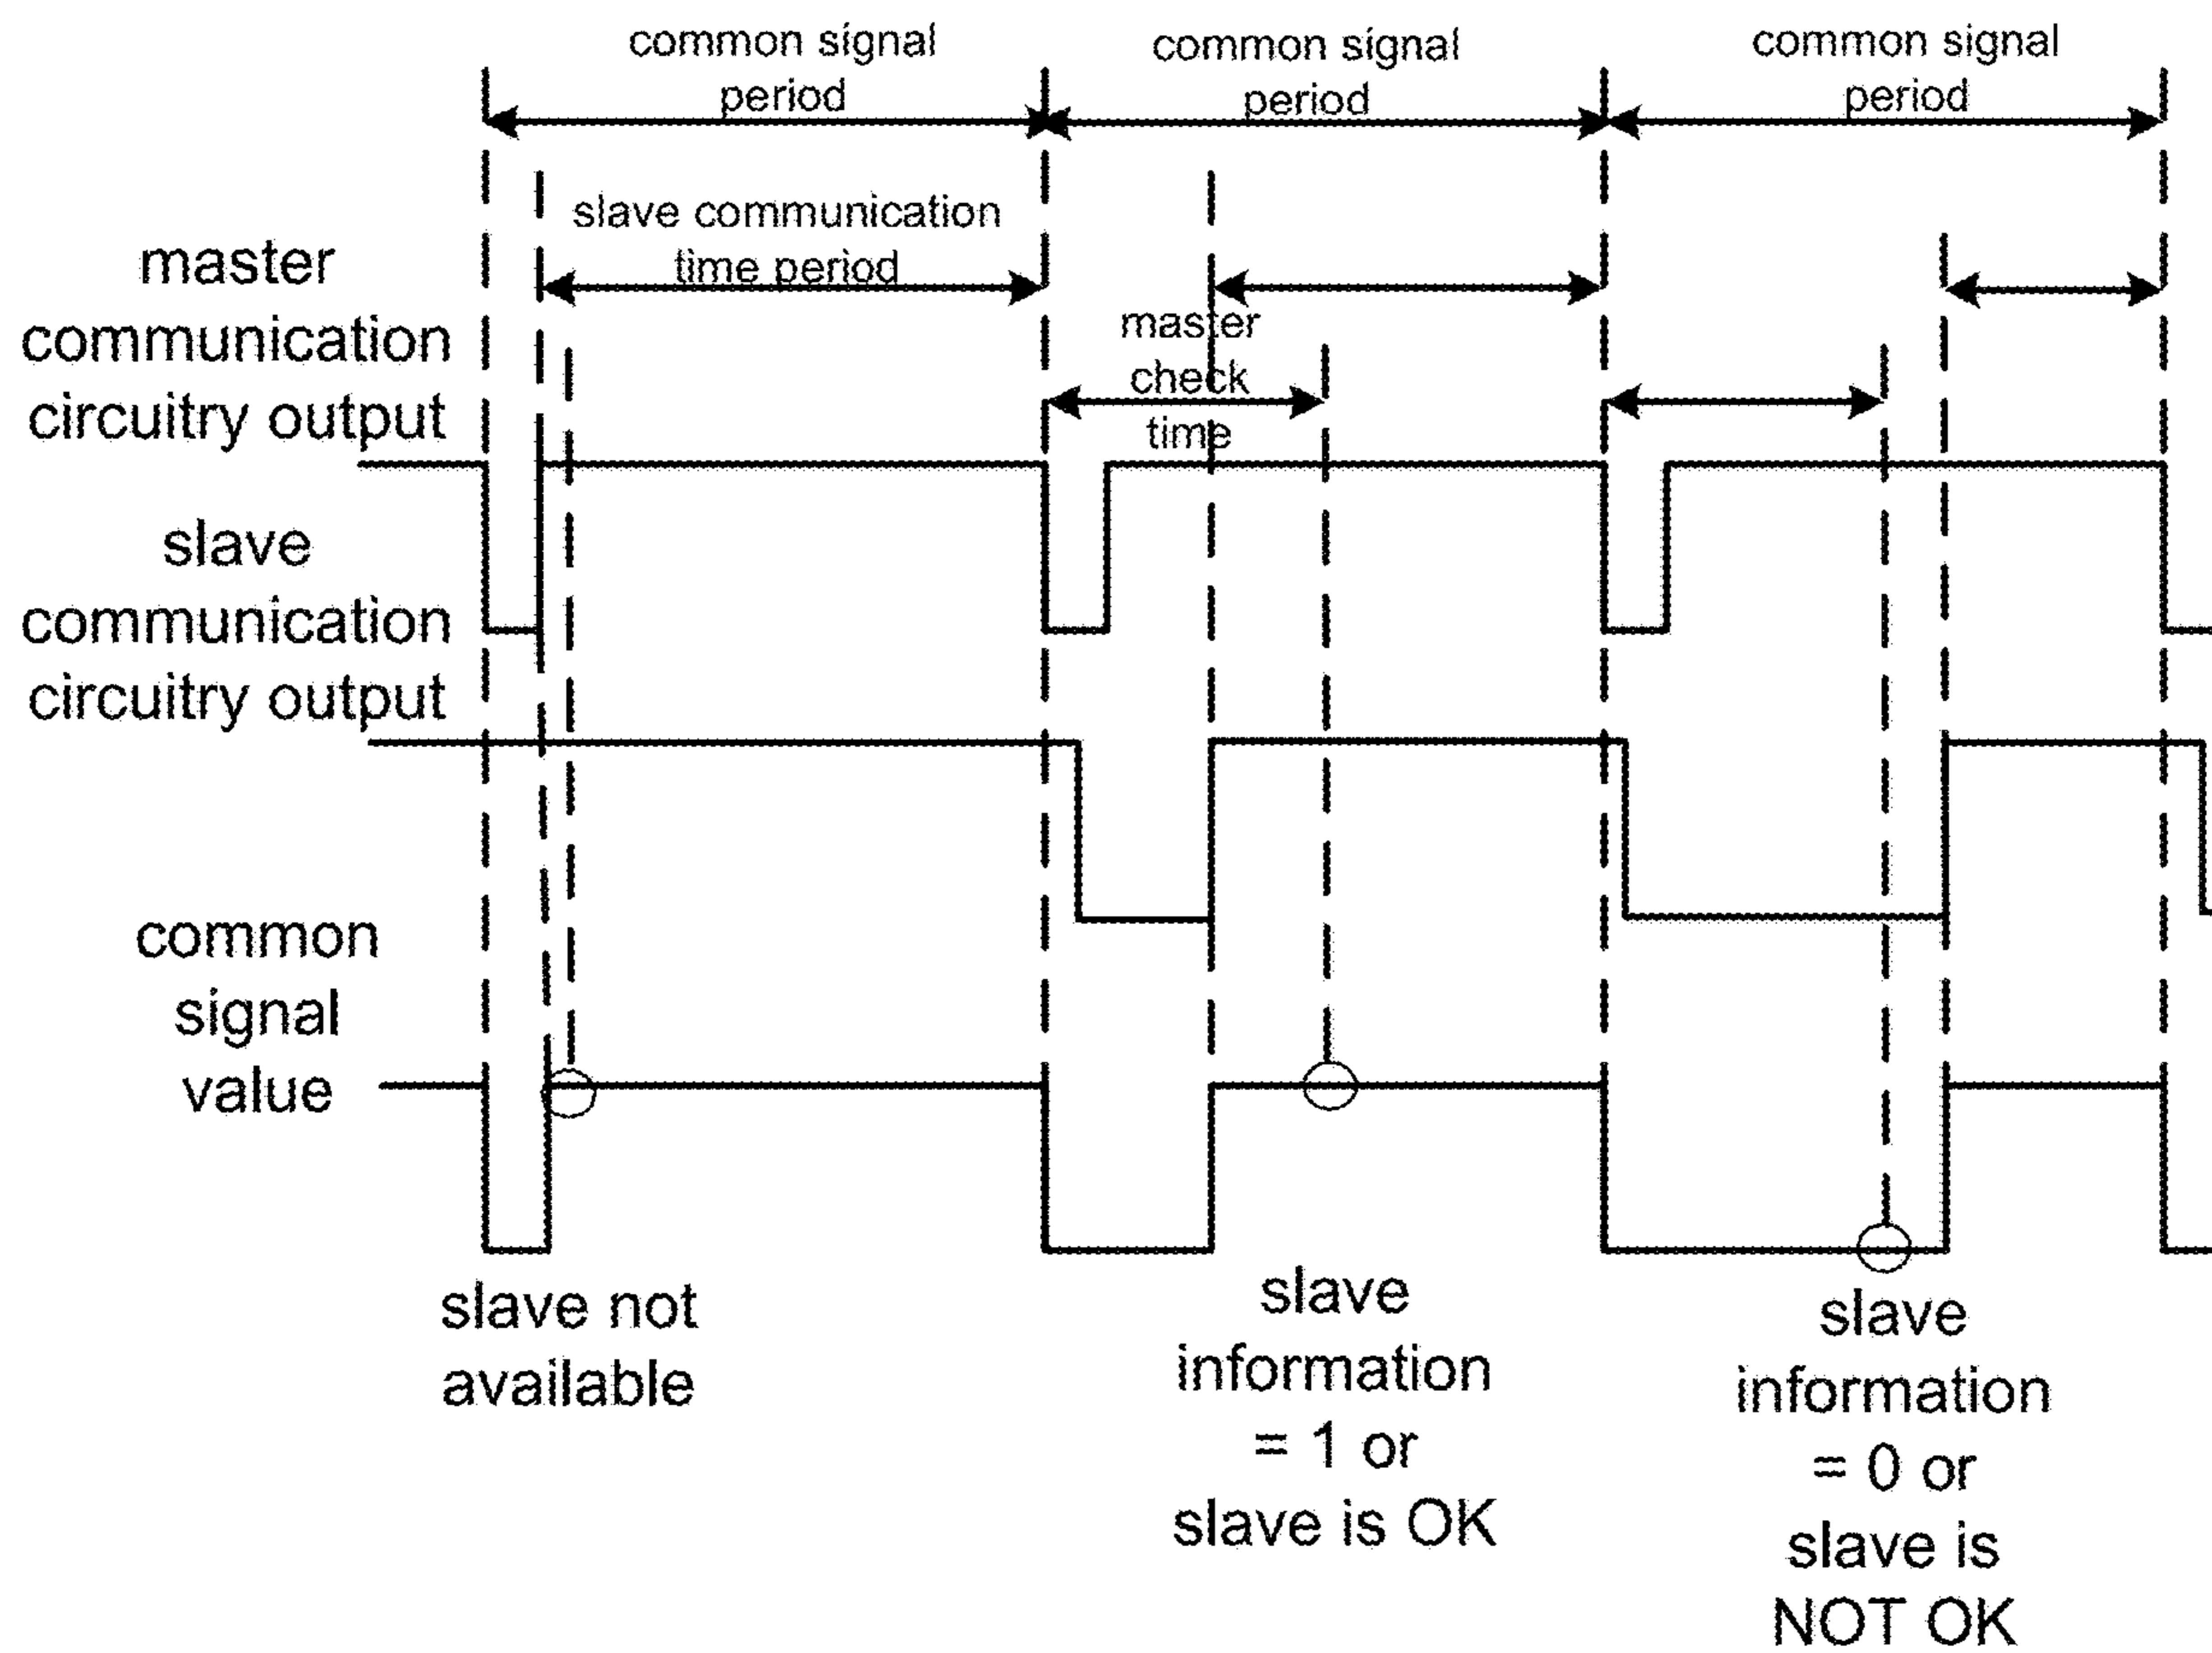 common signal
period
common signal
period
common signal
period
slave communication
time period
master
communication
circuitry output
master
check
time
slave
communication
circuitry output
common
signal
value
slave not
available
slave
information
= 1 or
slave is OK
slave
information
= 0 or
slave is
NOT OK